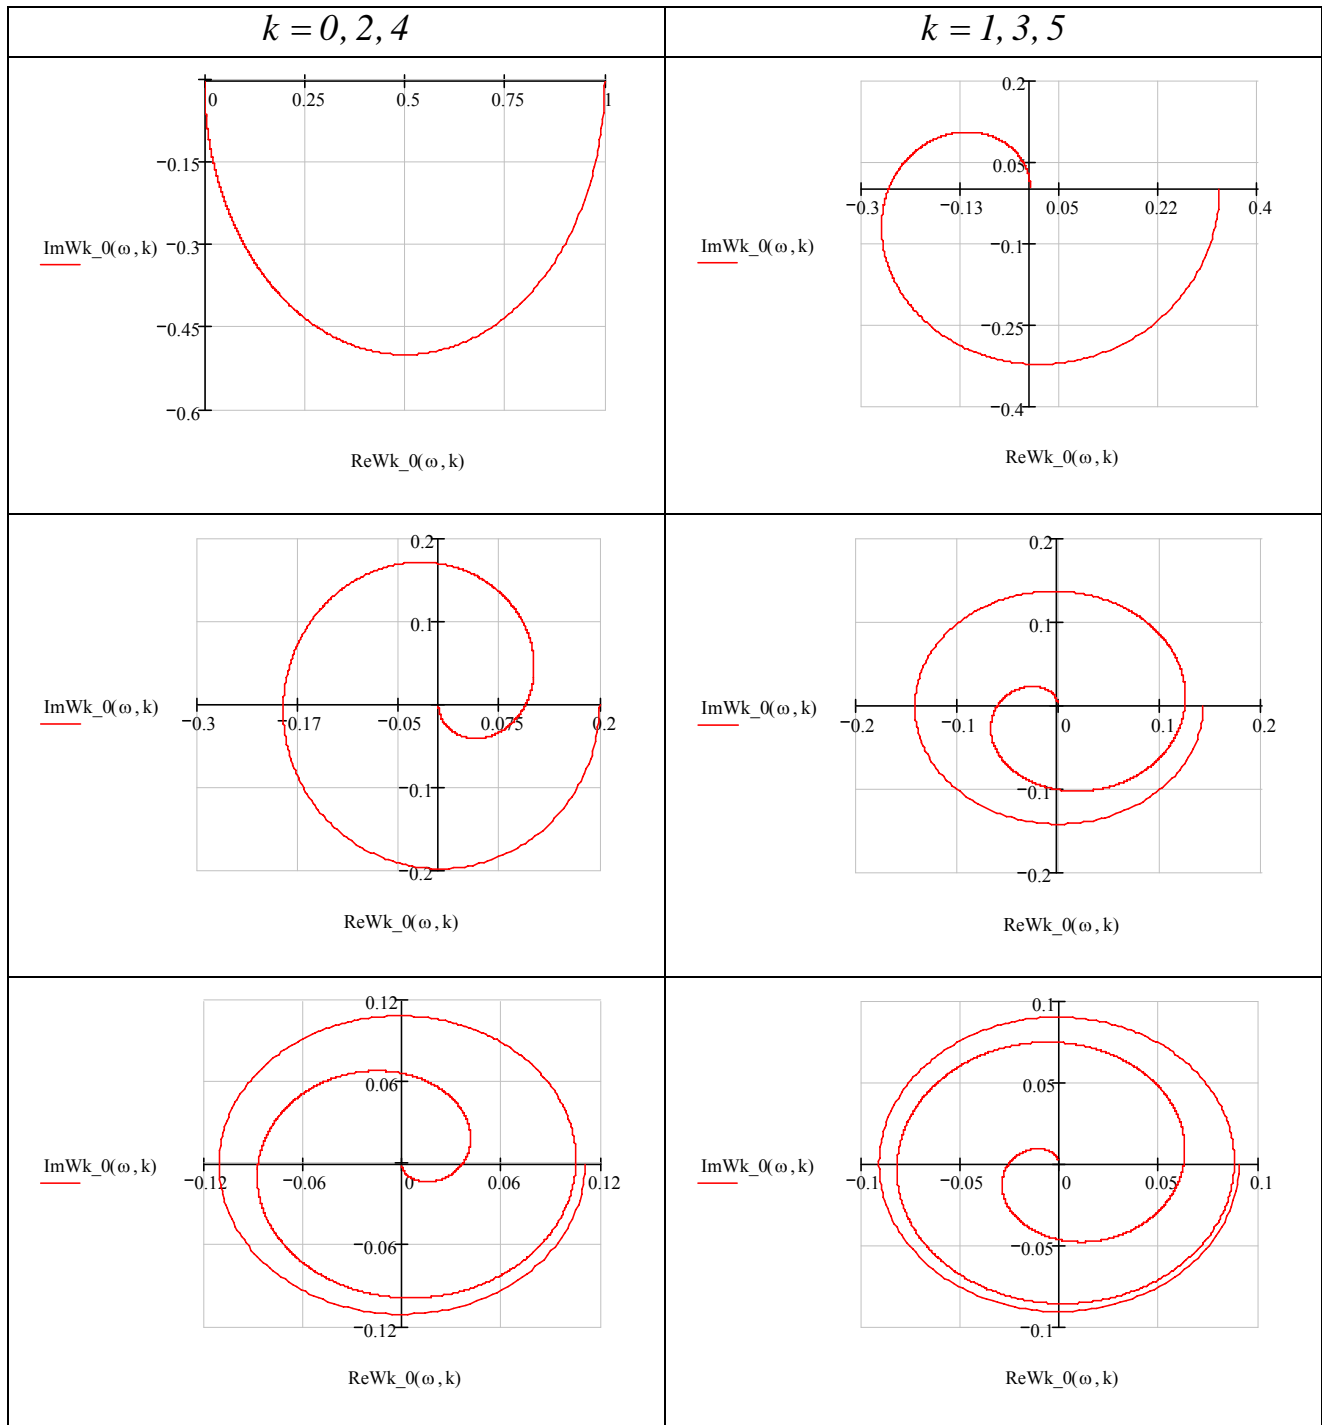 k = 0, 2, 4
k = 1, 3, 5
0 0.25 0.5 0.75 1
−0.15
−0.3
−0.45
−0.6
ImWk_0(ω, k)
ReWk_0(ω, k)
0.2
0.05
−0.3 −0.13 0.05 0.22 0.4
−0.1
−0.25
−0.4
ImWk_0(ω, k)
ReWk_0(ω, k)
0.2
0.1
−0.3 −0.17 −0.05 0.075 0.2
−0.1
−0.2
ImWk_0(ω, k)
ReWk_0(ω, k)
0.2
0.1
−0.2 −0.1 0 0.1 0.2
−0.1
−0.2
ImWk_0(ω, k)
ReWk_0(ω, k)
0.12
0.06
−0.12 −0.06 0 0.06 0.12
−0.06
−0.12
ImWk_0(ω, k)
ReWk_0(ω, k)
0.1
0.05
−0.1 −0.05 0 0.05 0.1
−0.05
−0.1
ImWk_0(ω, k)
ReWk_0(ω, k)